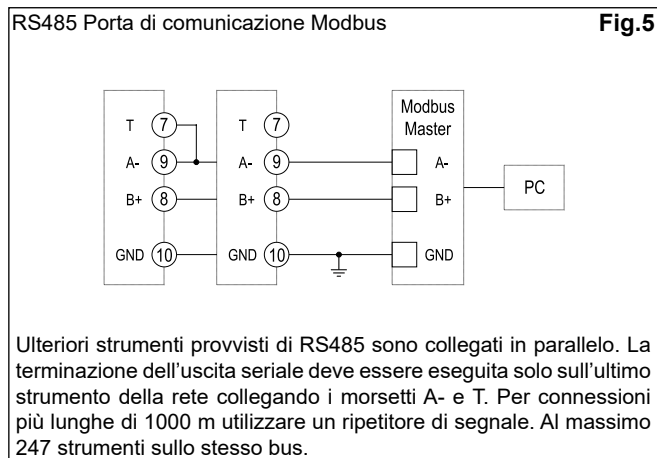 RS485 Porta di comunicazione Modbus
Fig.5
T 7 T 7
Modbus
Master
A- 9 A- 9 A-
B+ 8 B+ 8 B+
PC
GND 10 GND 10 GND
Ulteriori strumenti provvisti di RS485 sono collegati in parallelo. La
terminazione dell'uscita seriale deve essere eseguita solo sull'ultimo
strumento della rete collegando i morsetti A- e T. Per connessioni
più lunghe di 1000 m utilizzare un ripetitore di segnale. Al massimo
247 strumenti sullo stesso bus.